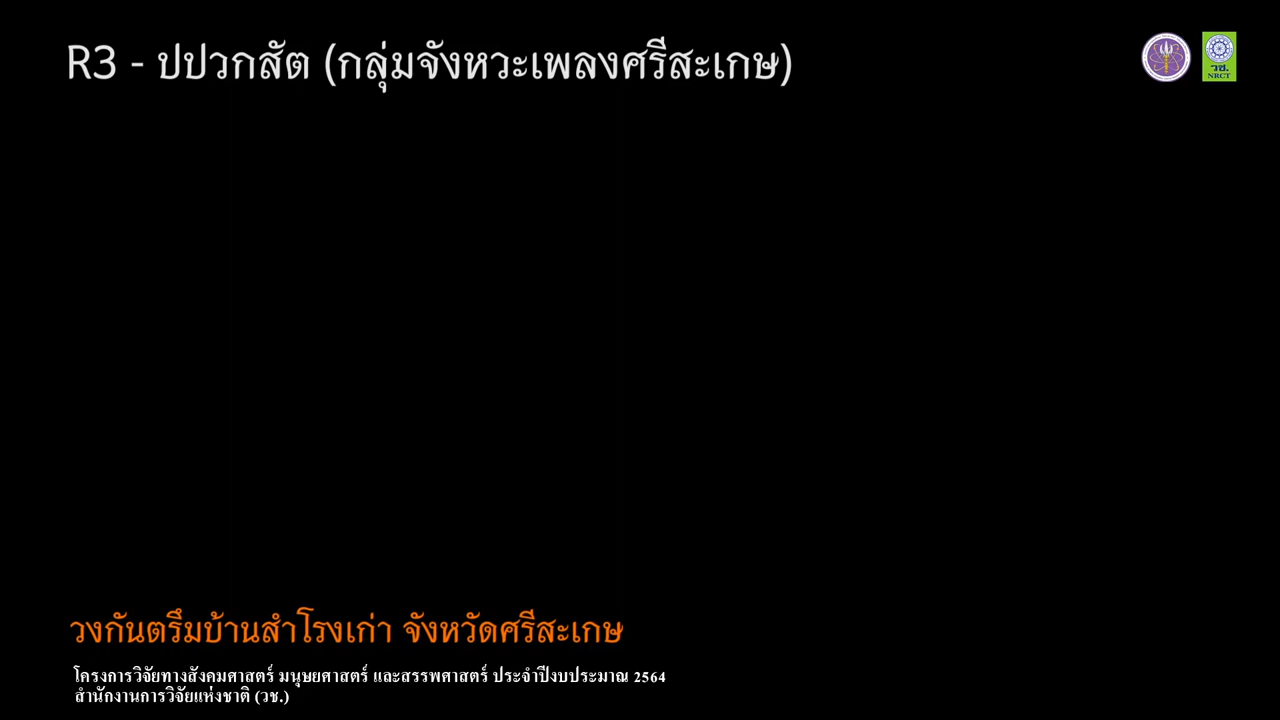 R3 - ปปวกสัต (กลุ่มจังหวะเพลงศรีสะเกษ)
วช.
NRCT
วงกันตรึมบ้านสำโรงเก่า จังหวัดศรีสะเกษ
โครงการวิจัยทางสังคมศาสตร์ มนุษยศาสตร์ และสรรพศาสตร์ ประจำปีงบประมาณ 2564
สำนักงานการวิจัยแห่งชาติ (วช.)